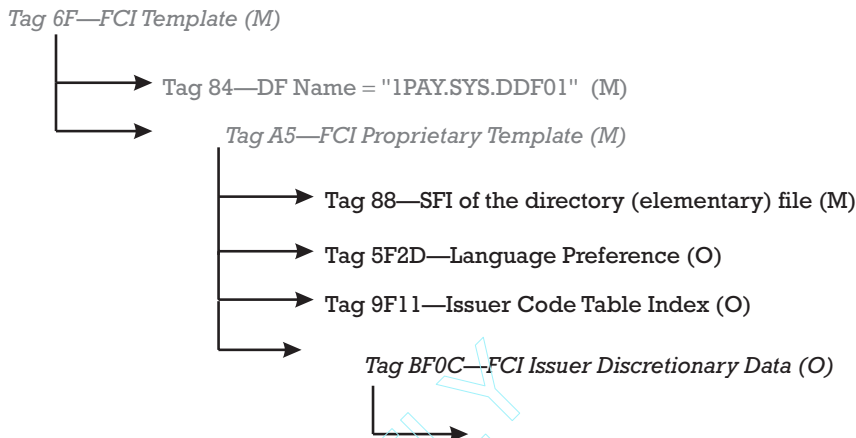 Tag 6F—FCI Template (M)
Tag 84—DF Name = "1PAY.SYS.DDF01" (M)
Tag A5—FCI Proprietary Template (M)
Tag 88—SFI of the directory (elementary) file (M)
Tag 5F2D—Language Preference (O)
Tag 9F11—Issuer Code Table Index (O)
Tag BF0C—FCI Issuer Discretionary Data (O)